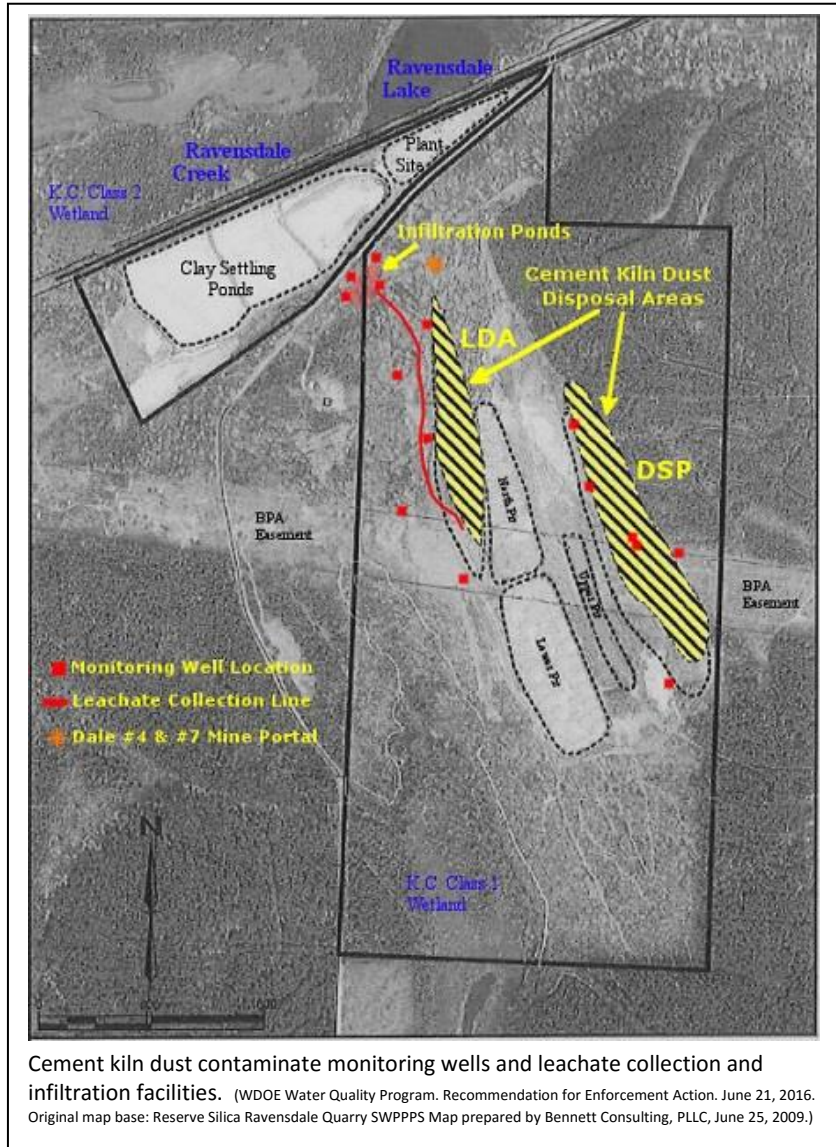 Ravensdale
Lake
Ravensdale
Creek
Plant
Site
K.C. Class 2
Wetland
Infiltration Ponds
Clay Settling
Ponds
Cement Kiln Dust
Disposal Areas
LDA
DSP
North Pit
BPA
Easement
Upper Pit
BPA
Easement
Lower Pit
Monitoring Well Location
Leachate Collection Line
Dale #4 & #7 Mine Portal
N
K.C. Class 1
Wetland
0
Cement kiln dust contaminate monitoring wells and leachate collection and
infiltration facilities. (WDOE Water Quality Program. Recommendation for Enforcement Action. June 21, 2016.
Original map base: Reserve Silica Ravensdale Quarry SWPPPS Map prepared by Bennett Consulting, PLLC, June 25, 2009.)